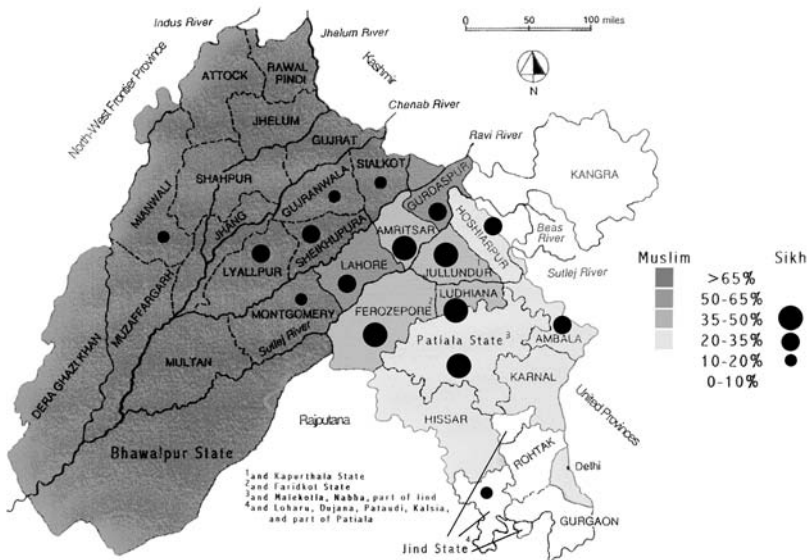 0
50
100 miles
N
Indus River
Jhelum River
North-West Frontier Province
Kashmir
ATTOCK
RAWAL
PINDI
JHELUM
Chenab River
GUJRAT
Ravi River
SIALKOT
KANGRA
SHAHPUR
GUJRANWALA
MIANWALI
GURDASPUR
HOSHIARPUR
Beas
River
JHANG
SHEIKHUPURA
AMRITSAR
Sutlej River
LYALLPUR
LAHORE
JULLUNDUR
MUZAFFARGARH
MONTGOMERY
FEROZEPORE
LUDHIANA
DERA GHAZI KHAN
MULTAN
Sutlej River
Patiala State³
AMBALA
KARNAL
Rajputana
HISSAR
United Provinces
Bhawalpur State
ROHTAK
Delhi
GURGAON
Jind State⁴
Muslim Sikh
>65%
50-65%
35-50%
20-35%
10-20%
0-10%
¹and Kapurthala State
²and Faridkot State
³and Malekotla, Nabha, part of Jind
⁴and Loharu, Dujana, Pataudi, Kalsia,
and part of Patiala